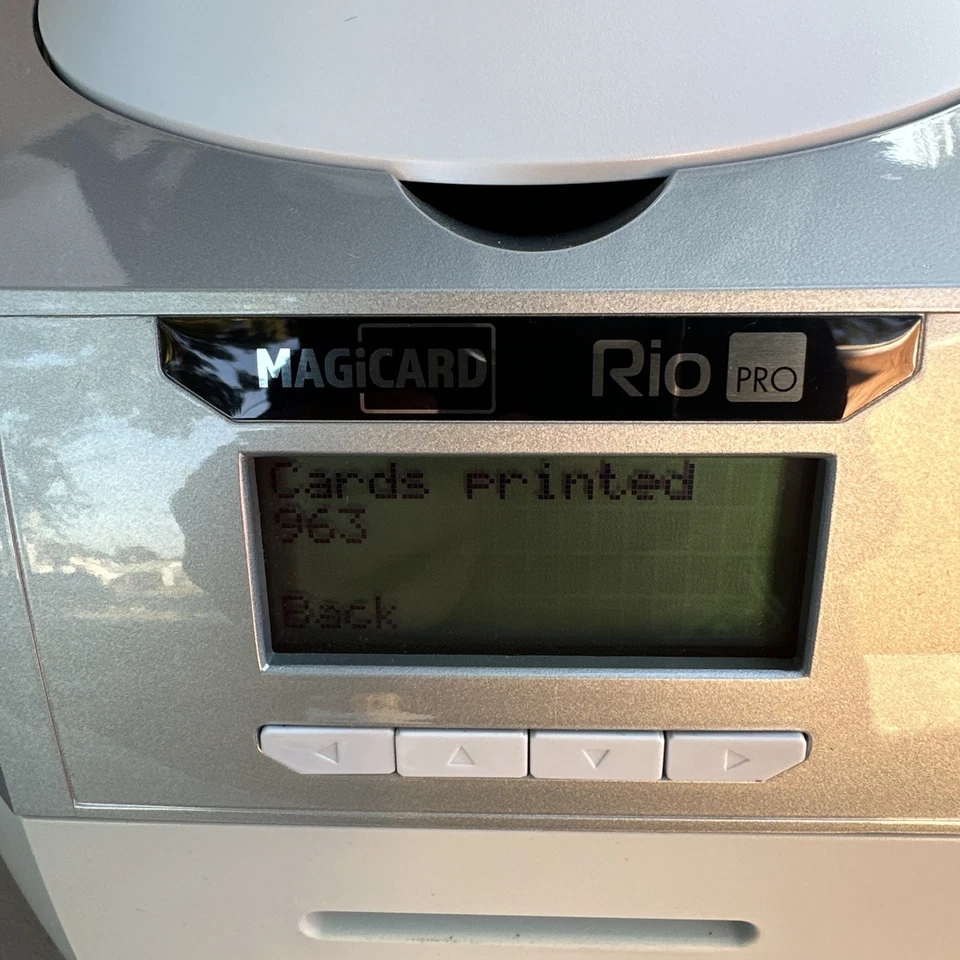 MAGiCARD Rio PRO
Cards printed
963
Back